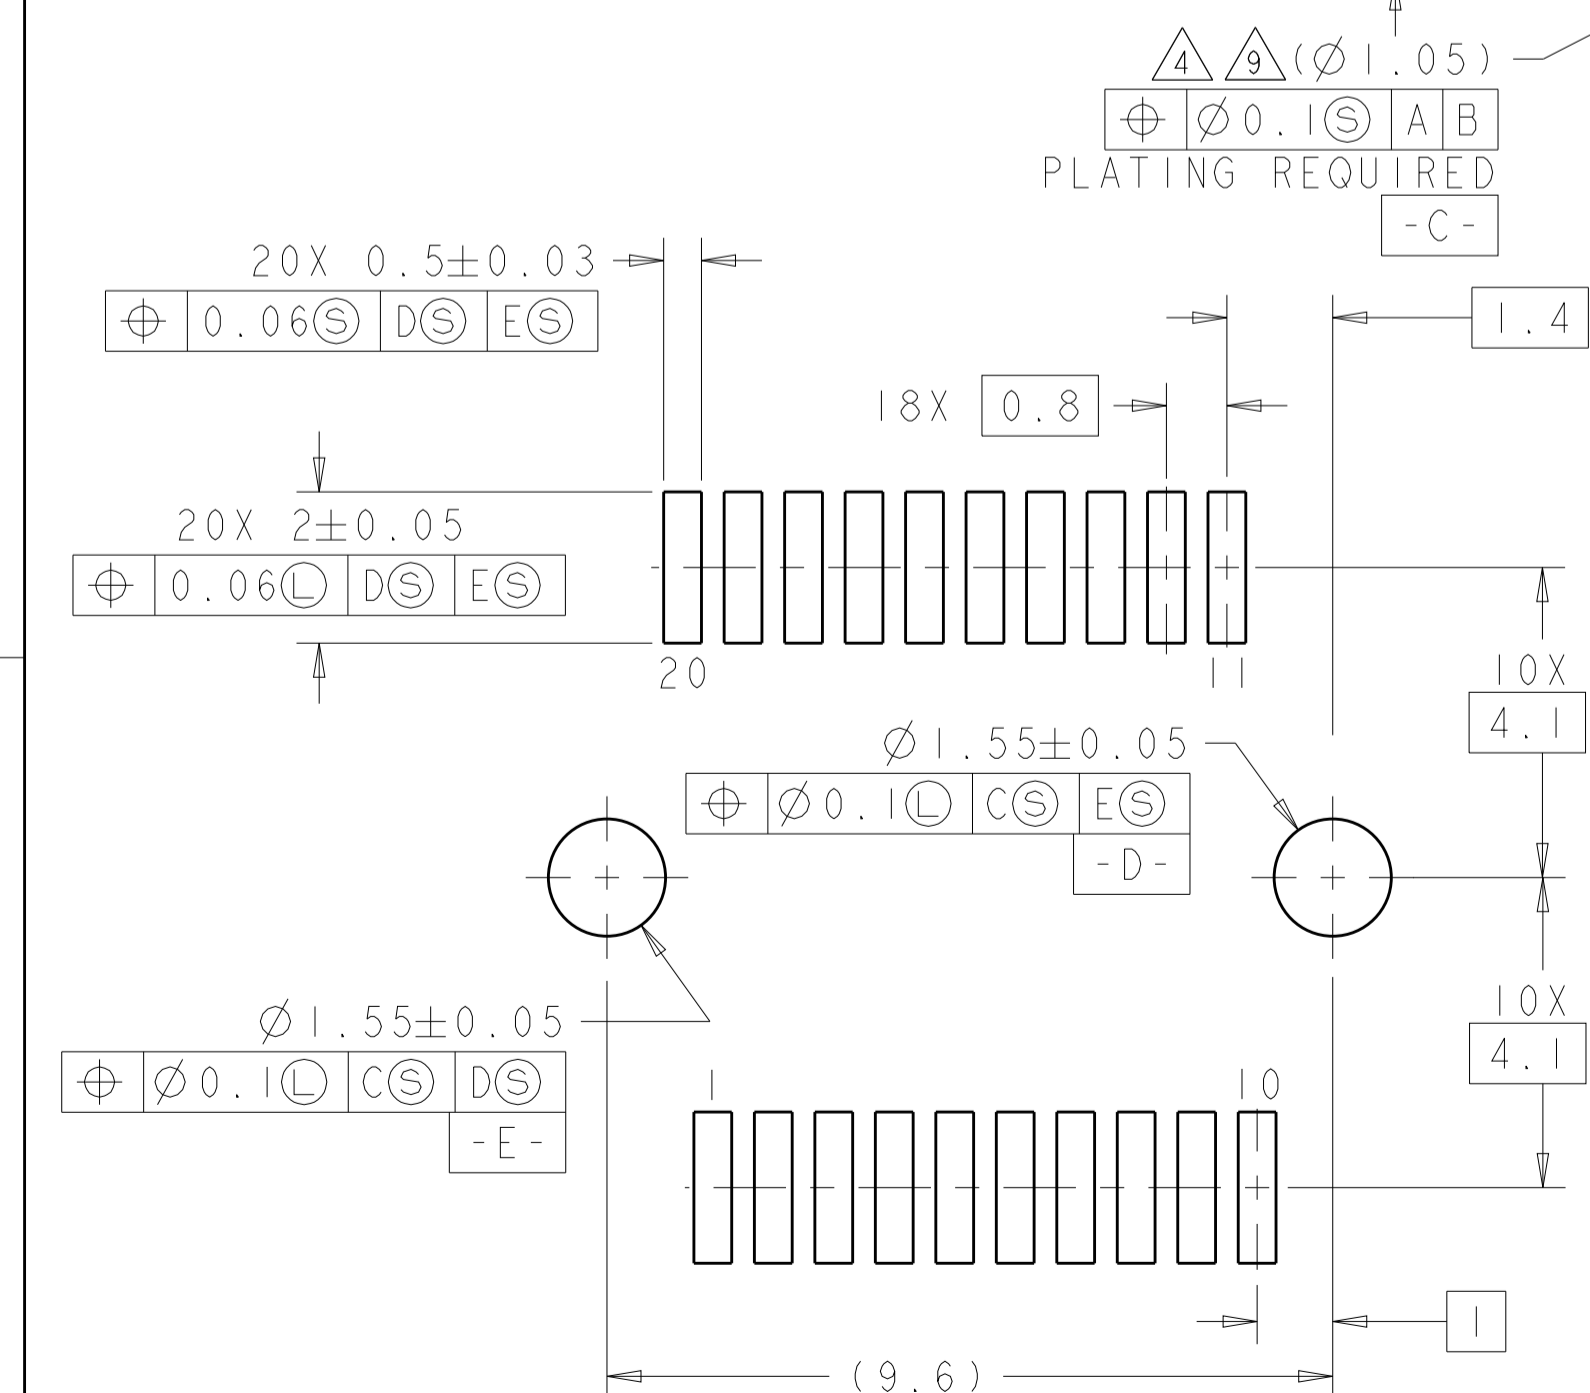 4 9 (Ø1.05)
⌖ Ø0.1Ⓢ A B
PLATING REQUIRED
-C-
20X 0.5±0.03
⌖ 0.06Ⓢ DⓈ EⓈ
1.4
18X 0.8
20X 2±0.05
⌖ 0.06Ⓛ DⓈ EⓈ
20 11
10X
4.1
Ø1.55±0.05
⌖ Ø0.1Ⓛ CⓈ EⓈ
-D-
10X
4.1
Ø1.55±0.05
⌖ Ø0.1Ⓛ CⓈ DⓈ
-E-
1 10
1
(9.6)